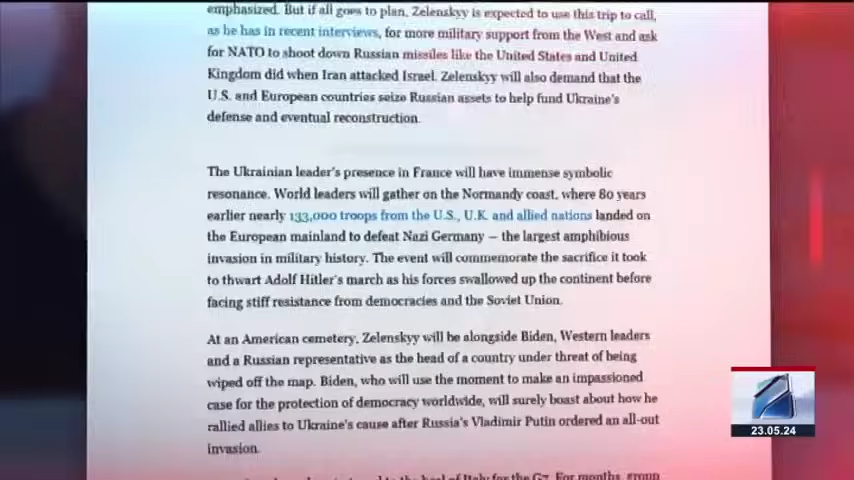 emphasized. But if all goes to plan, Zelenskyy is expected to use this trip to call,
as he has in recent interviews, for more military support from the West and ask
for NATO to shoot down Russian missiles like the United States and United
Kingdom did when Iran attacked Israel. Zelenskyy will also demand that the
U.S. and European countries seize Russian assets to help fund Ukraine's
defense and eventual reconstruction.
The Ukrainian leader's presence in France will have immense symbolic
resonance. World leaders will gather on the Normandy coast, where 80 years
earlier nearly 133,000 troops from the U.S., U.K. and allied nations landed on
the European mainland to defeat Nazi Germany — the largest amphibious
invasion in military history. The event will commemorate the sacrifice it took
to thwart Adolf Hitler's march as his forces swallowed up the continent before
facing stiff resistance from democracies and the Soviet Union.
At an American cemetery, Zelenskyy will be alongside Biden, Western leaders
and a Russian representative as the head of a country under threat of being
wiped off the map. Biden, who will use the moment to make an impassioned
case for the protection of democracy worldwide, will surely boast about how he
rallied allies to Ukraine's cause after Russia's Vladimir Putin ordered an all-out
invasion.
to the heel of Italy for the G7. For months, group
23.05.24